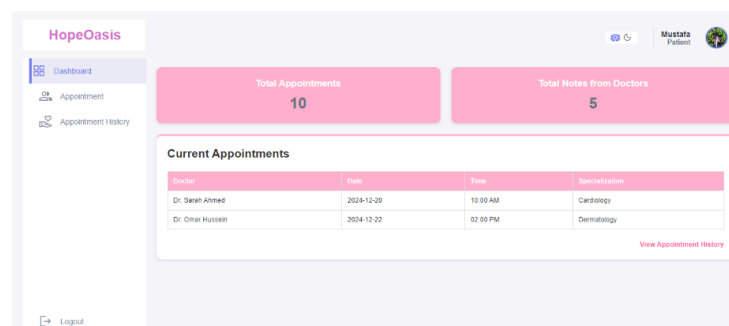 HopeOasis
Mustafa
Patient
Dashboard
Appointment
Appointment History
Total Appointments
10
Total Notes from Doctors
5
Current Appointments
Doctor Date Time Specialization
Dr. Sarah Ahmed 2024-12-20 10:00 AM Cardiology
Dr. Omar Hussein 2024-12-22 02:00 PM Dermatology
View Appointment History
Logout